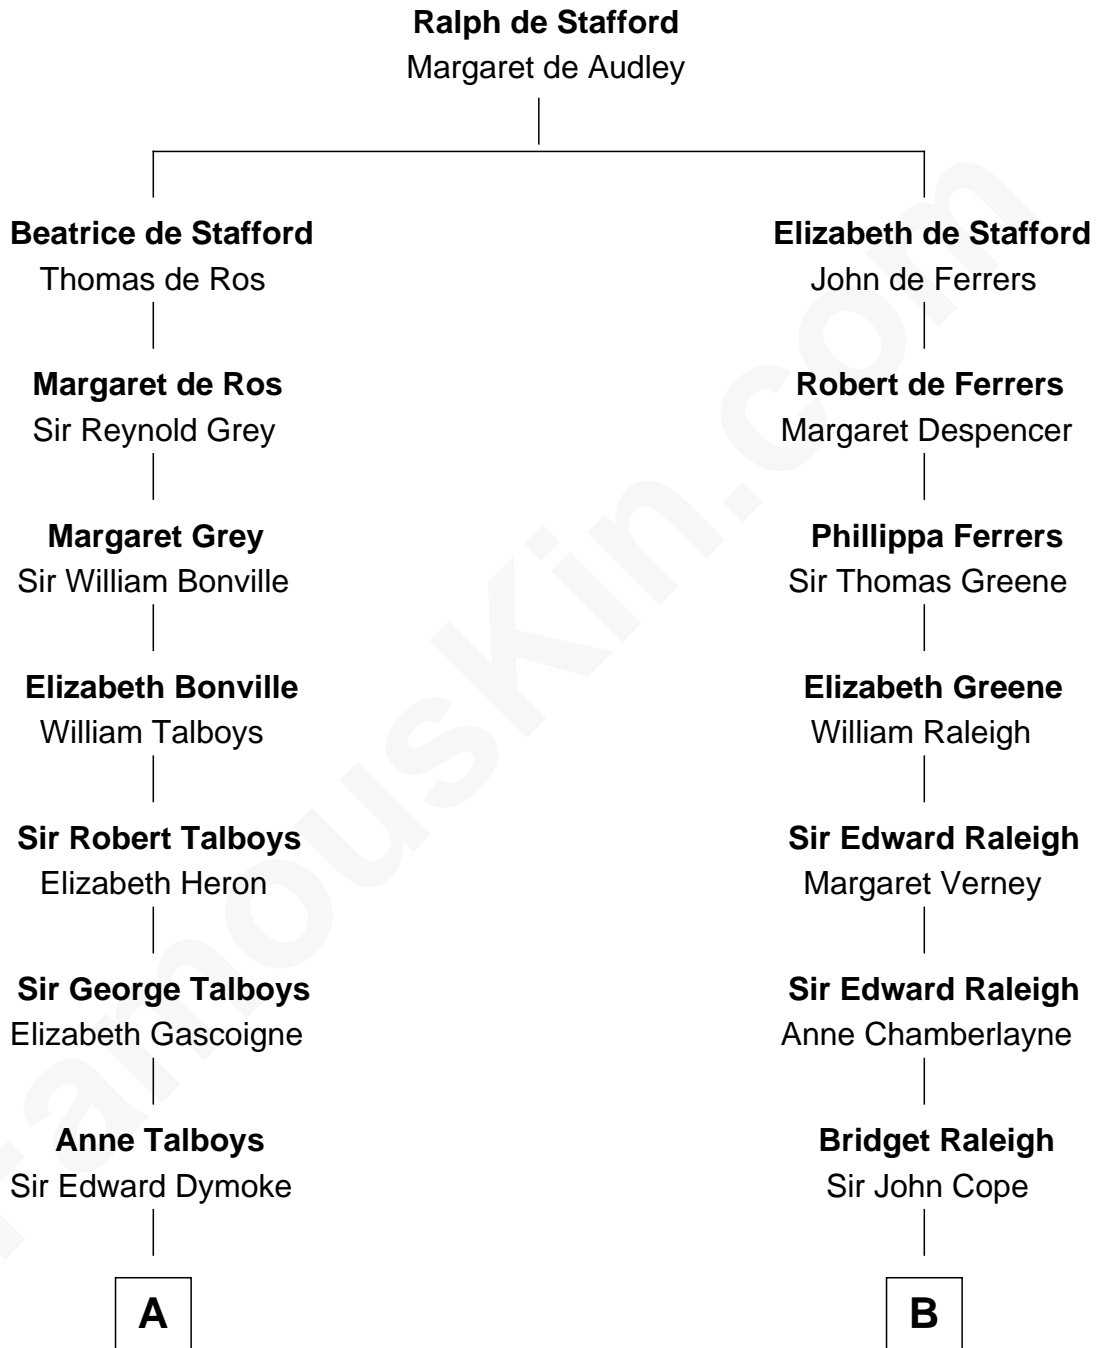 Ralph de Stafford
Margaret de Audley
Beatrice de Stafford
Thomas de Ros
Elizabeth de Stafford
John de Ferrers
Margaret de Ros
Sir Reynold Grey
Robert de Ferrers
Margaret Despencer
Margaret Grey
Sir William Bonville
Phillippa Ferrers
Sir Thomas Greene
Elizabeth Bonville
William Talboys
Elizabeth Greene
William Raleigh
Sir Robert Talboys
Elizabeth Heron
Sir Edward Raleigh
Margaret Verney
Sir George Talboys
Elizabeth Gascoigne
Sir Edward Raleigh
Anne Chamberlayne
Anne Talboys
Sir Edward Dymoke
Bridget Raleigh
Sir John Cope
A
B
FamousKin.com